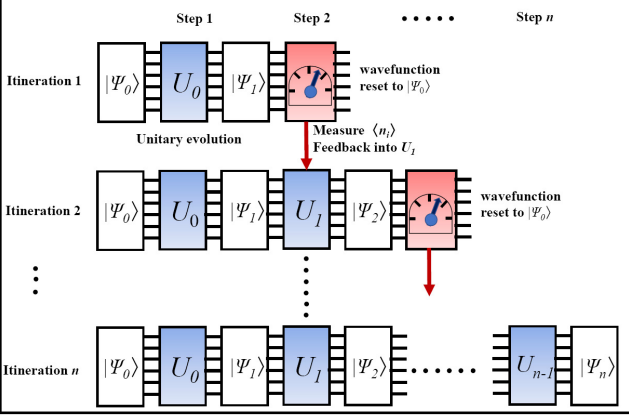 Step 1 Step 2 Step n
Itineration 1
|Ψ0⟩ U0 |Ψ1⟩
wavefunction
reset to |Ψ0⟩
Unitary evolution
Measure ⟨ni⟩
Feedback into U1
Itineration 2
|Ψ0⟩ U0 |Ψ1⟩ U1 |Ψ2⟩
wavefunction
reset to |Ψ0⟩
Itineration n
|Ψ0⟩ U0 |Ψ1⟩ U1 |Ψ2⟩ Un-1 |Ψn⟩